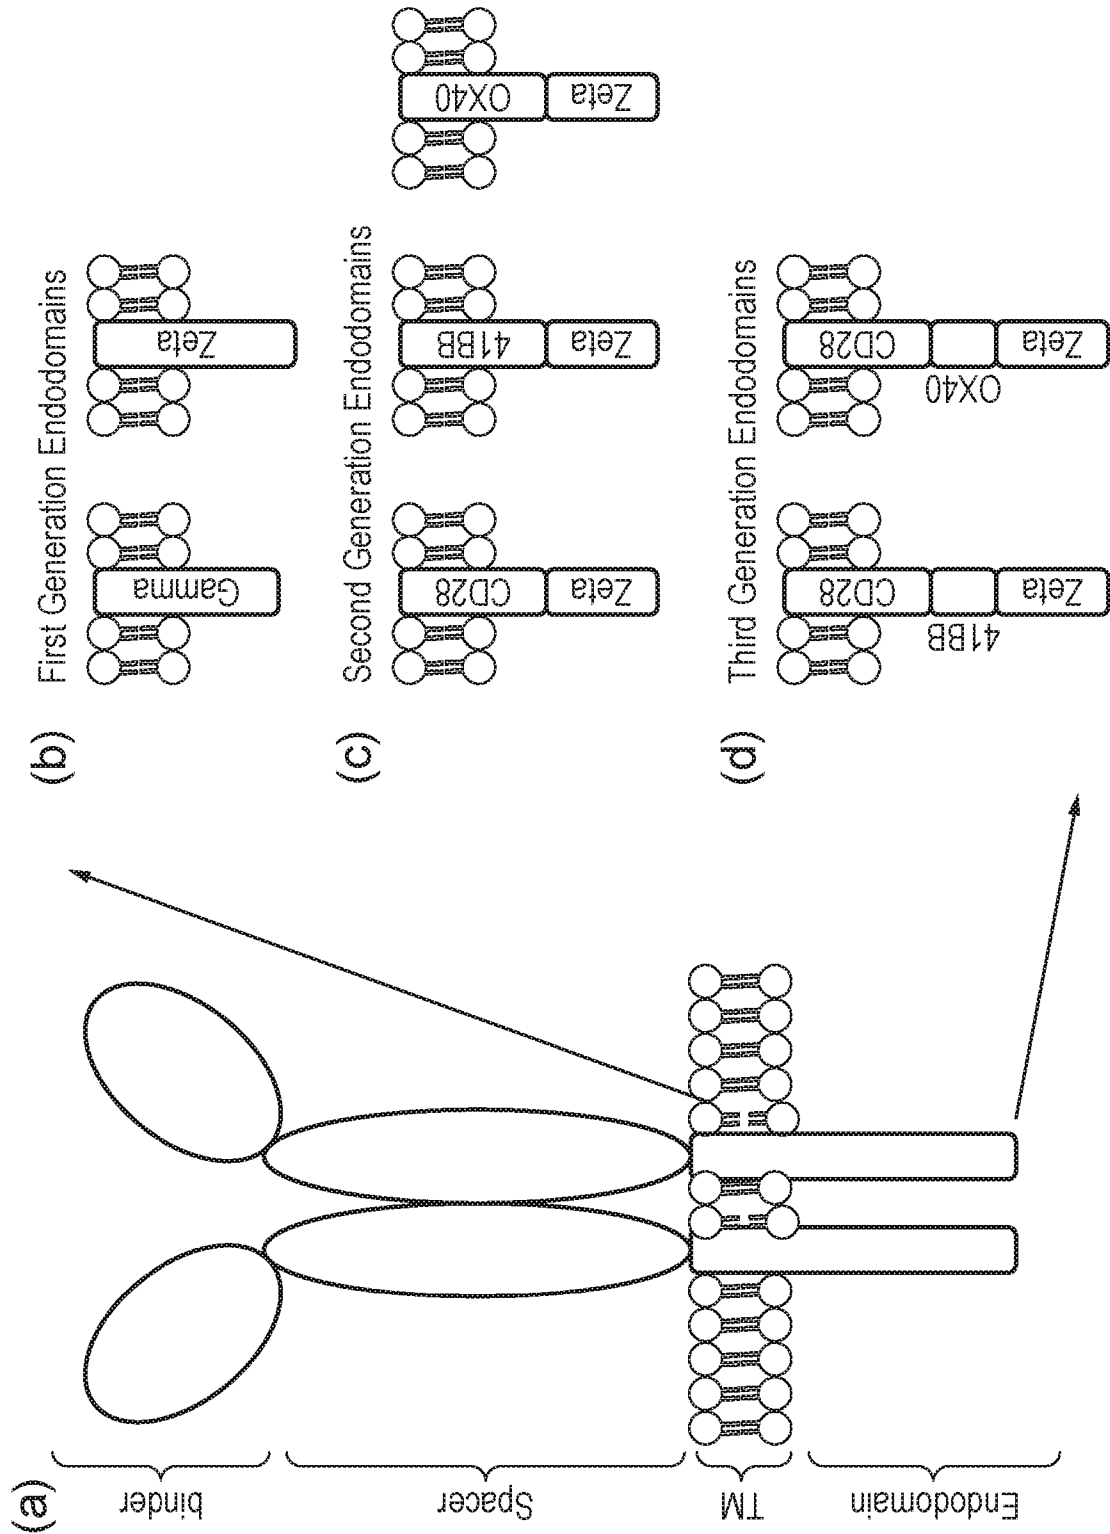 (a)
binder
Spacer
TM
Endodomain
(b)
First Generation Endodomains
Gamma
Zeta
(c)
Second Generation Endodomains
CD28
Zeta
41BB
Zeta
OX40
Zeta
(d)
Third Generation Endodomains
CD28
41BB
Zeta
CD28
OX40
Zeta